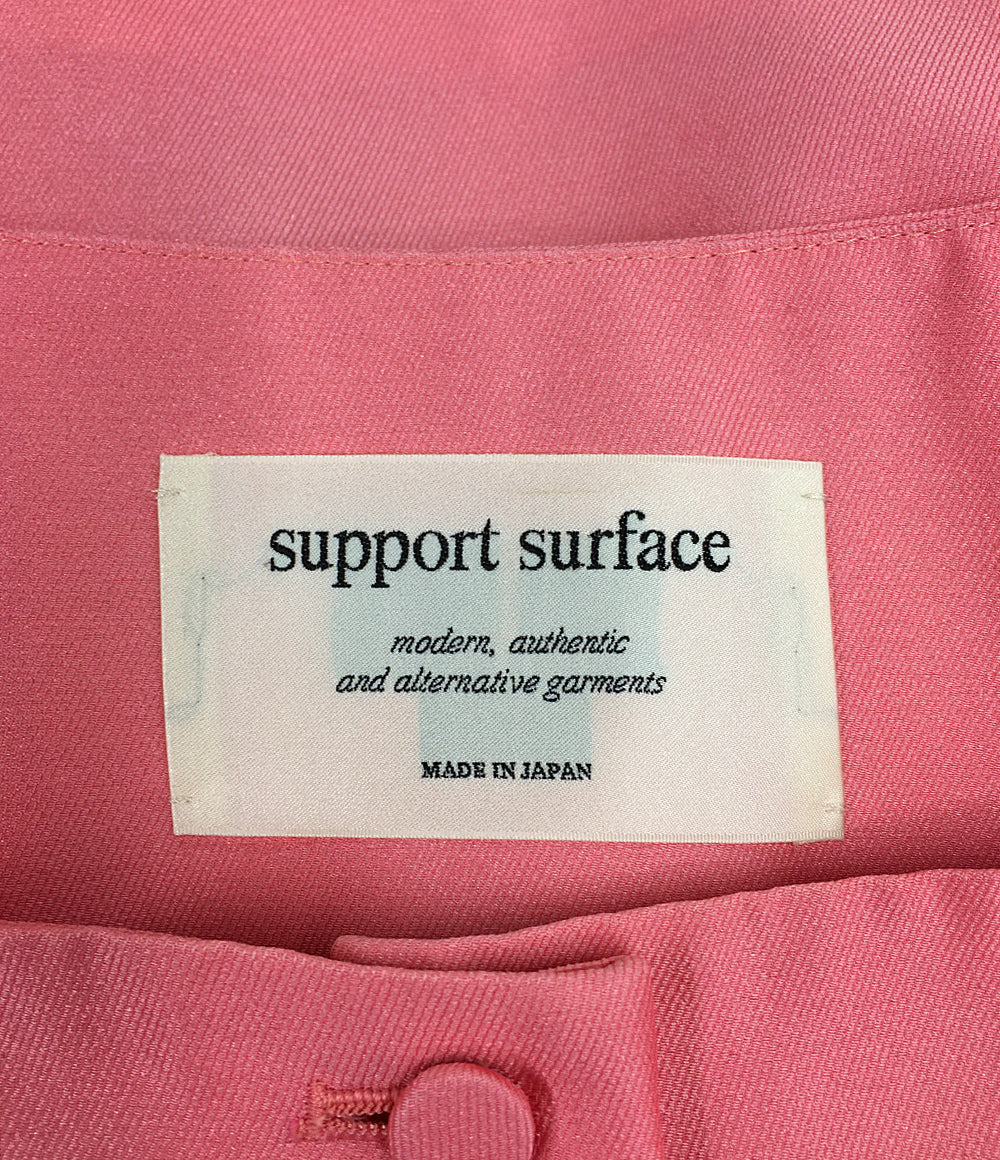 support surface
modern, authentic
and alternative garments
MADE IN JAPAN